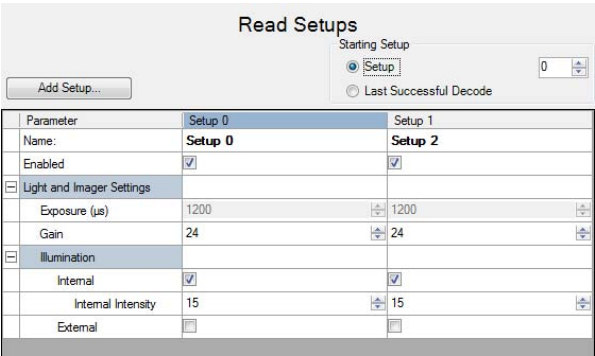 Read Setups
Starting Setup
Setup 0
Add Setup...
Last Successful Decode
Parameter Setup 0 Setup 1
Name: Setup 0 Setup 2
Enabled
Light and Imager Settings
Exposure (µs) 1200 1200
Gain 24 24
Illumination
Internal
Internal Intensity 15 15
External